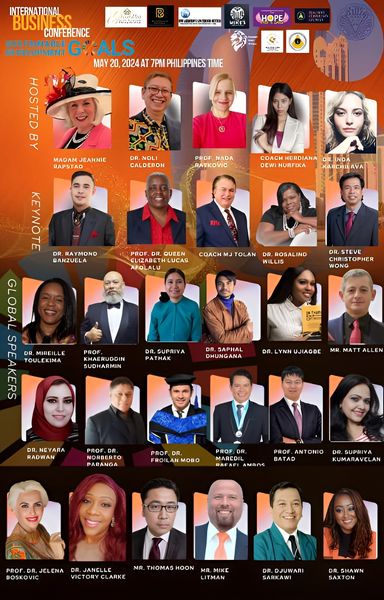 INTERNATIONAL
BUSINESS
CONFERENCE
SUSTAINABLE
DEVELOPMENT
GOALS
HOPE
MAY 20, 2024 AT 7PM PHILIPPINES TIME
HOSTED BY
MADAM JEANNIE
RAPSTAD
DR. NOLI
CALDERON
PROF. NADA
RATKOVIC
COACH HERDIANA
DEWI NURFIKA
DR. INDA
KARCHILAVA
KEYNOTE
DR. RAYMOND
BANZUELA
PROF. DR. QUEEN
ELIZABETH LUCAS
AFOLALU
COACH MJ TOLAN
DR. ROSALIND
WILLIS
DR. STEVE
CHRISTOPHER
WONG
GLOBAL SPEAKERS
DR. MIREILLE
TOULEKIMA
PROF.
KHAERUDDIN
SUDHARMIN
DR. SUPRIYA
PATHAK
DR. SAPHAL
DHUNGANA
DR. LYNN UJIAGBE
MR. MATT ALLEN
DR. NEYARA
RADWAN
PROF. DR.
NORBERTO
PARANGA
PROF. DR.
FROILAN MOBO
PROF. DR.
MAREDIL
RAFAEL AMBOS
PROF. ANTONIO
BATAD
DR. SUPRIYA
KUMARAVELAN
PROF. DR. JELENA
BOSKOVIC
DR. JANELLE
VICTORY CLARKE
MR. THOMAS HOON
MR. MIKE
LITMAN
DR. DJUWARI
SARKAWI
DR. SHAWN
SAXTON